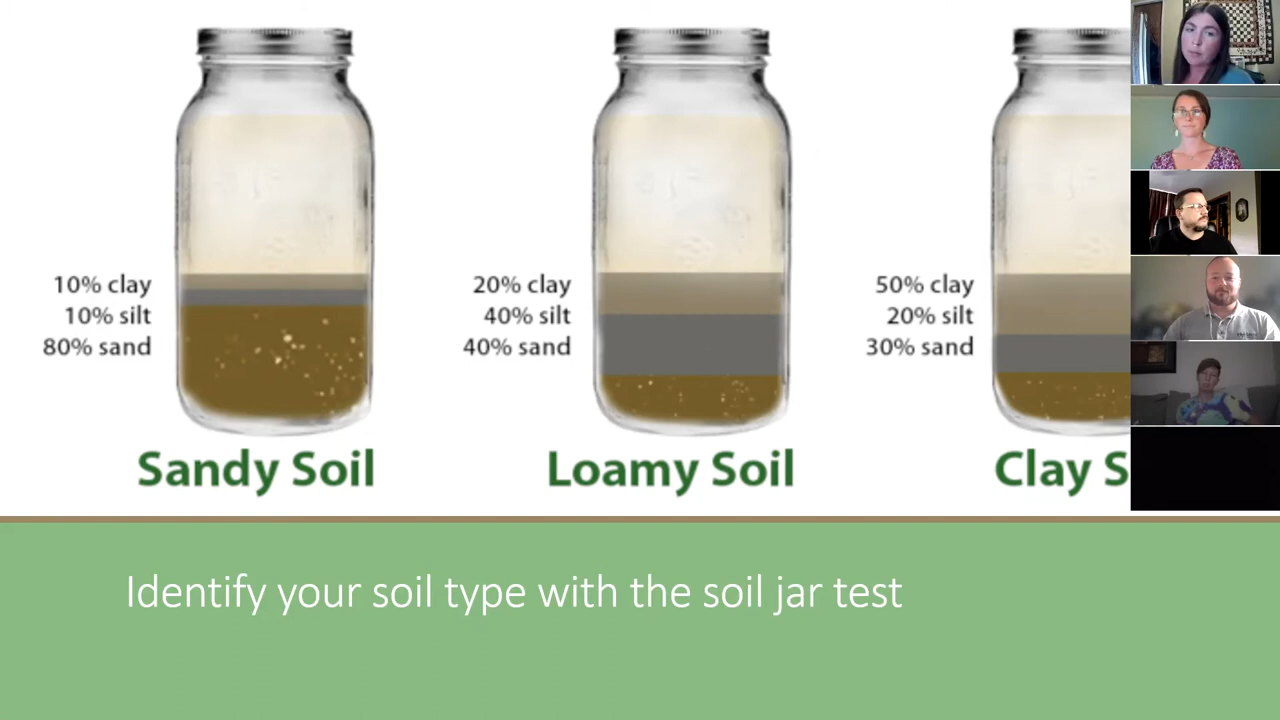 10% clay
10% silt
80% sand
Sandy Soil
20% clay
40% silt
40% sand
Loamy Soil
50% clay
20% silt
30% sand
Clay S
Identify your soil type with the soil jar test